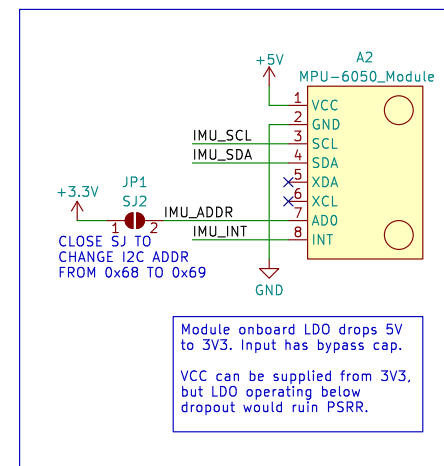 A2
+5V
MPU-6050_Module
1 VCC
2 GND
IMU_SCL 3 SCL
IMU_SDA 4 SDA
5 XDA
6 XCL
+3.3V
JP1
SJ2
1 2
IMU_ADDR 7 AD0
IMU_INT 8 INT
CLOSE SJ TO
CHANGE I2C ADDR
FROM 0x68 TO 0x69
GND
Module onboard LDO drops 5V
to 3V3. Input has bypass cap.
VCC can be supplied from 3V3,
but LDO operating below
dropout would ruin PSRR.